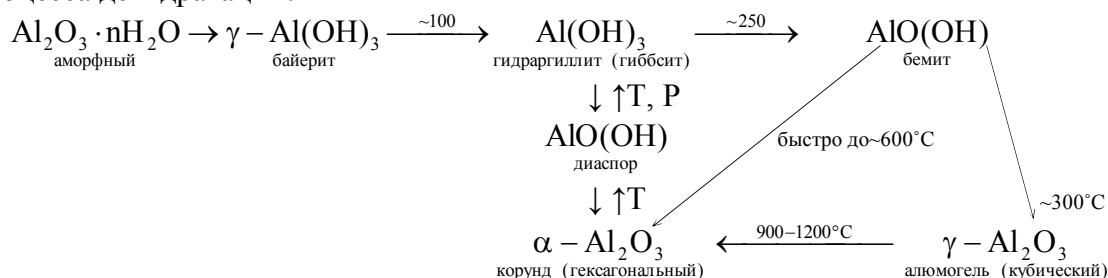 Al₂O₃·nH₂O → γ – Al(OH)₃ ~100 → Al(OH)₃ ~250 → AlO(OH)
аморфный байерит гидраргиллит (гиббсит) бемит
↓ ↑T, P
AlO(OH)
диаспор
быстро до~600˚C
↓ ↑T
~300˚C
α – Al₂O₃ ← 900–1200°C γ – Al₂O₃
корунд (гексагональный) алюмогель (кубический)